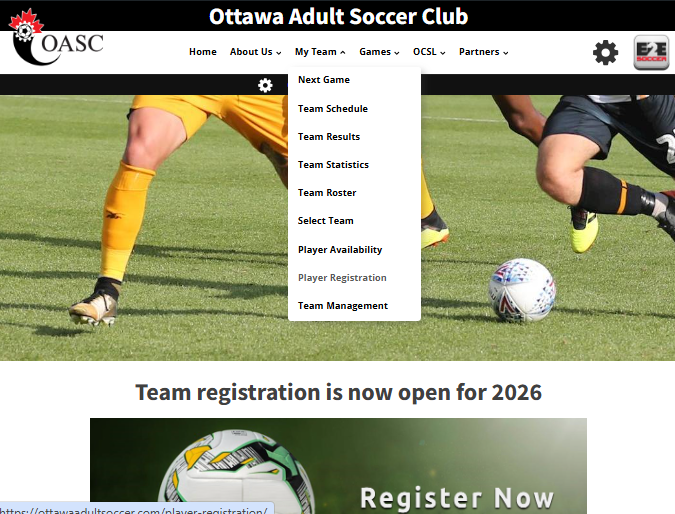 Ottawa Adult Soccer Club
OASC
Home About Us My Team Games OCSL Partners
E2E
SOCCER
Next Game
Team Schedule
Team Results
Team Statistics
Team Roster
Select Team
Player Availability
Player Registration
Team Management
Team registration is now open for 2026
Register Now
https://ottawaadultsoccer.com/player-registration/